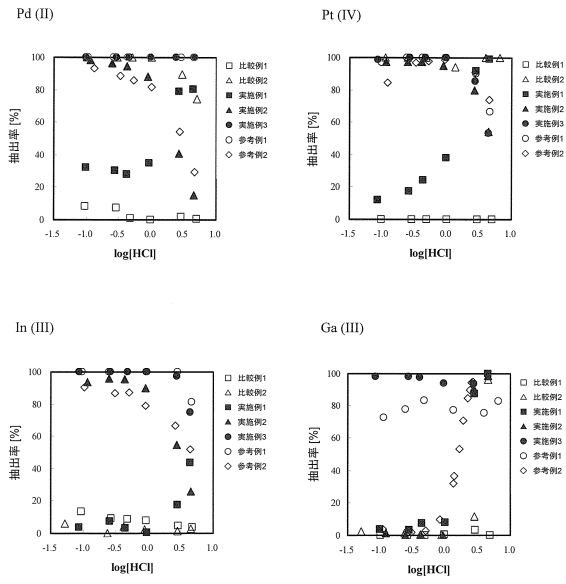 Pd (II)
Pt (IV)
抽出率 [%]
100
80
60
40
20
0
-1.5
-1.0
-0.5
0.0
0.5
1.0
log[HCl]
比較例1
比較例2
実施例1
実施例2
実施例3
参考例1
参考例2
抽出率 [%]
100
80
60
40
20
0
-1.5
-1.0
-0.5
0.0
0.5
1.0
log[HCl]
比較例1
比較例2
実施例1
実施例2
実施例3
参考例1
参考例2
In (III)
Ga (III)
抽出率 [%]
100
80
60
40
20
0
-1.5
-1.0
-0.5
0.0
0.5
1.0
log[HCl]
比較例1
比較例2
実施例1
実施例2
実施例3
参考例1
参考例2
抽出率 [%]
100
80
60
40
20
0
-1.5
-1.0
-0.5
0.0
0.5
1.0
log[HCl]
比較例1
比較例2
実施例1
実施例2
実施例3
参考例1
参考例2